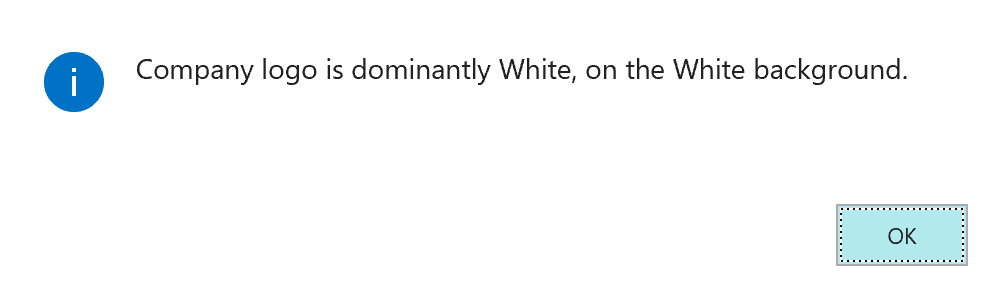 Company logo is dominantly White, on the White background.
OK